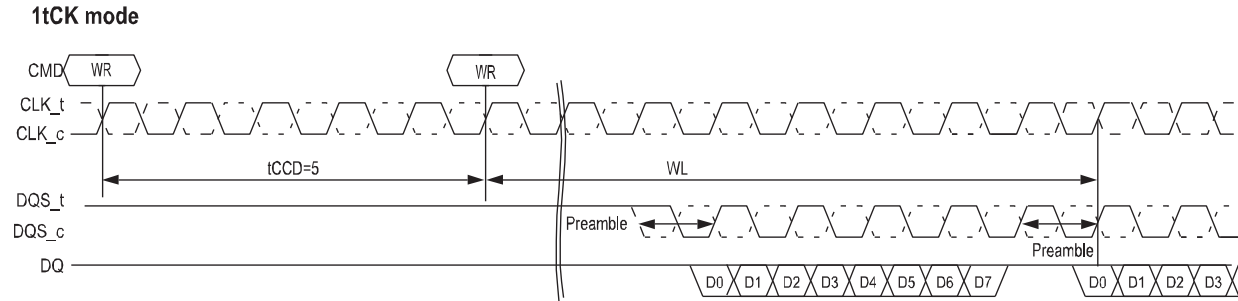 1tCK mode
CMD WR WR
CLK_t
CLK_c
tCCD=5 WL
DQS_t
Preamble
DQS_c
Preamble
DQ D0 D1 D2 D3 D4 D5 D6 D7 D0 D1 D2 D3